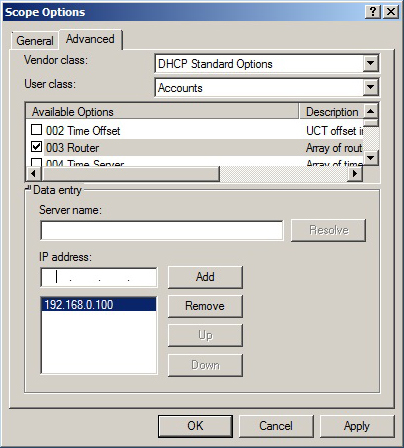 Scope Options
General
Advanced
Vendor class:
DHCP Standard Options
User class:
Accounts
Available Options
Description
002 Time Offset
UCT offset in
003 Router
Array of rout
004 Time Server
Array of time
Data entry
Server name:
Resolve
IP address:
. . .
Add
192.168.0.100
Remove
Up
Down
OK
Cancel
Apply